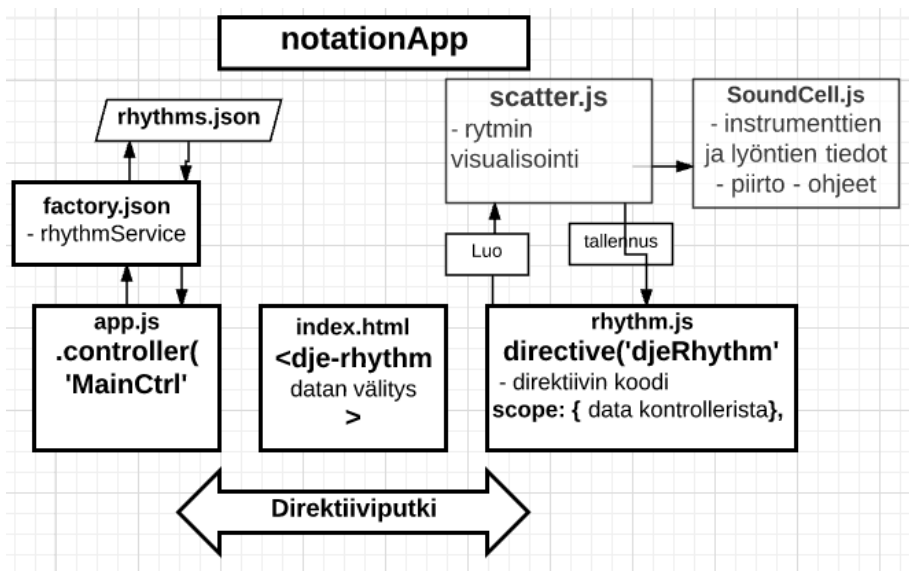 notationApp
rhythms.json
factory.json
- rhythmService
app.js
.controller(
'MainCtrl'
index.html
<dje-rhythm
datan välitys
>
scatter.js
- rytmin
visualisointi
SoundCell.js
- instrumenttien
ja lyöntien tiedot
- piirto - ohjeet
Luo
tallennus
rhythm.js
directive('djeRhythm'
- direktiivin koodi
scope: { data kontrollerista},
Direktiiviputki